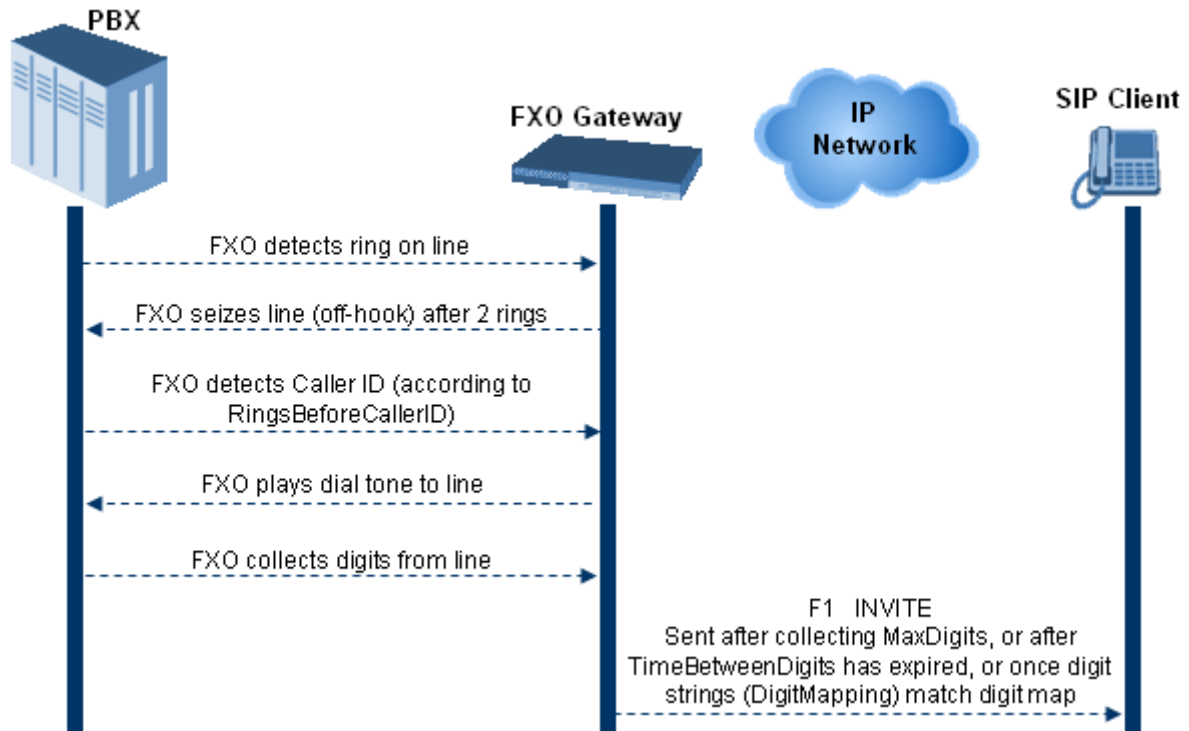 PBX
FXO Gateway
IP
Network
SIP Client
FXO detects ring on line
FXO seizes line (off-hook) after 2 rings
FXO detects Caller ID (according to
RingsBeforeCallerID)
FXO plays dial tone to line
FXO collects digits from line
F1 INVITE
Sent after collecting MaxDigits, or after
TimeBetweenDigits has expired, or once digit
strings (DigitMapping) match digit map